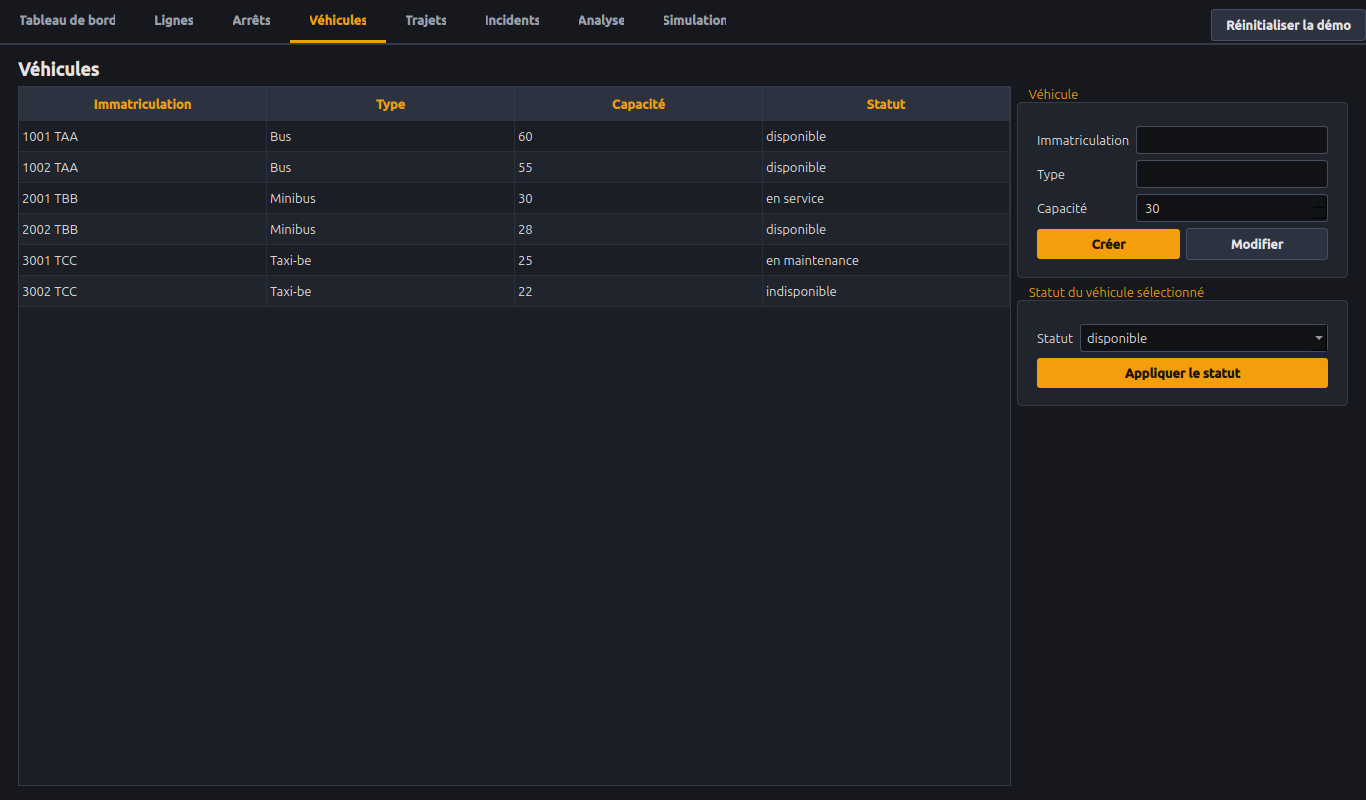 Tableau de bord Lignes Arrêts Véhicules Trajets Incidents Analyse Simulation Réinitialiser la démo
Véhicules
Immatriculation Type Capacité Statut
1001 TAA Bus 60 disponible
1002 TAA Bus 55 disponible
2001 TBB Minibus 30 en service
2002 TBB Minibus 28 disponible
3001 TCC Taxi-be 25 en maintenance
3002 TCC Taxi-be 22 indisponible
Véhicule
Immatriculation
Type
Capacité 30
Créer Modifier
Statut du véhicule sélectionné
Statut disponible
Appliquer le statut